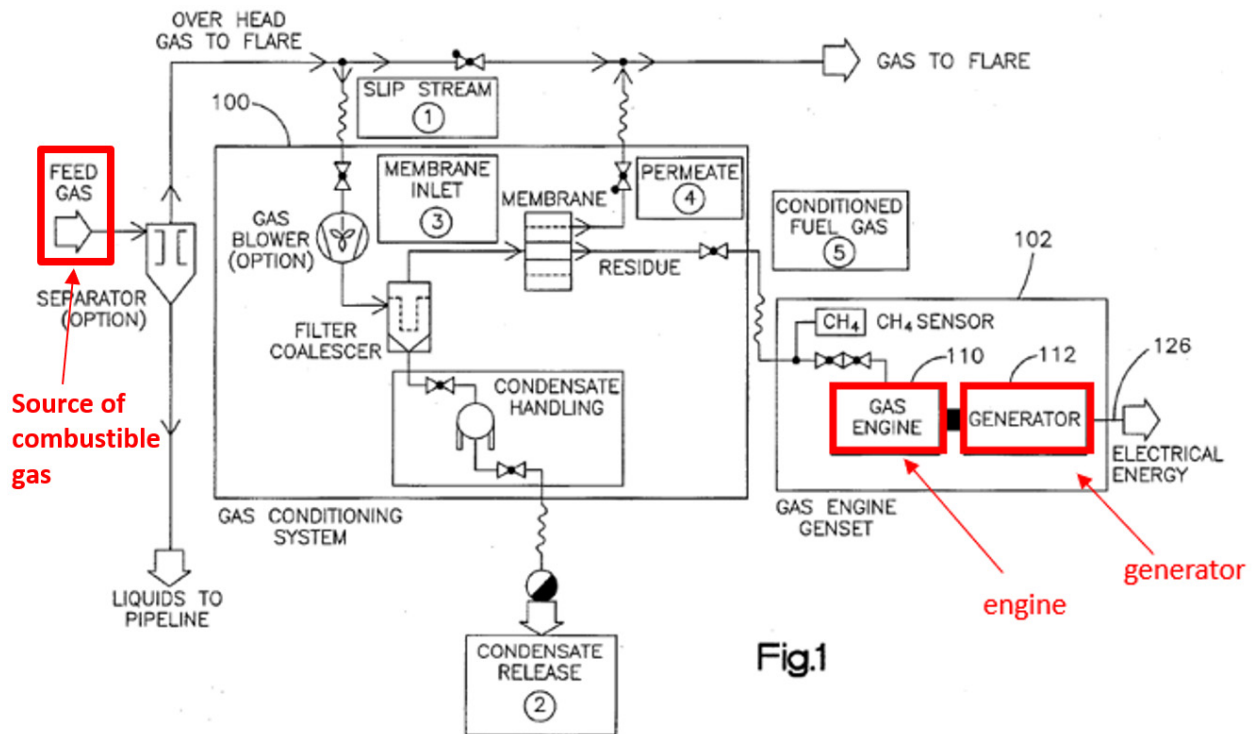 OVER HEAD
GAS TO FLARE
GAS TO FLARE
SLIP STREAM
1
100
FEED
GAS
MEMBRANE
INLET
3
MEMBRANE
PERMEATE
4
CONDITIONED
FUEL GAS
5
GAS
BLOWER
(OPTION)
RESIDUE
102
SEPARATOR
(OPTION)
FILTER
COALESCER
CH4
CH4 SENSOR
110
112
126
Source of
combustible
gas
CONDENSATE
HANDLING
GAS
ENGINE
GENERATOR
ELECTRICAL
ENERGY
GAS CONDITIONING
SYSTEM
GAS ENGINE
GENSET
generator
engine
LIQUIDS TO
PIPELINE
CONDENSATE
RELEASE
2
Fig.1